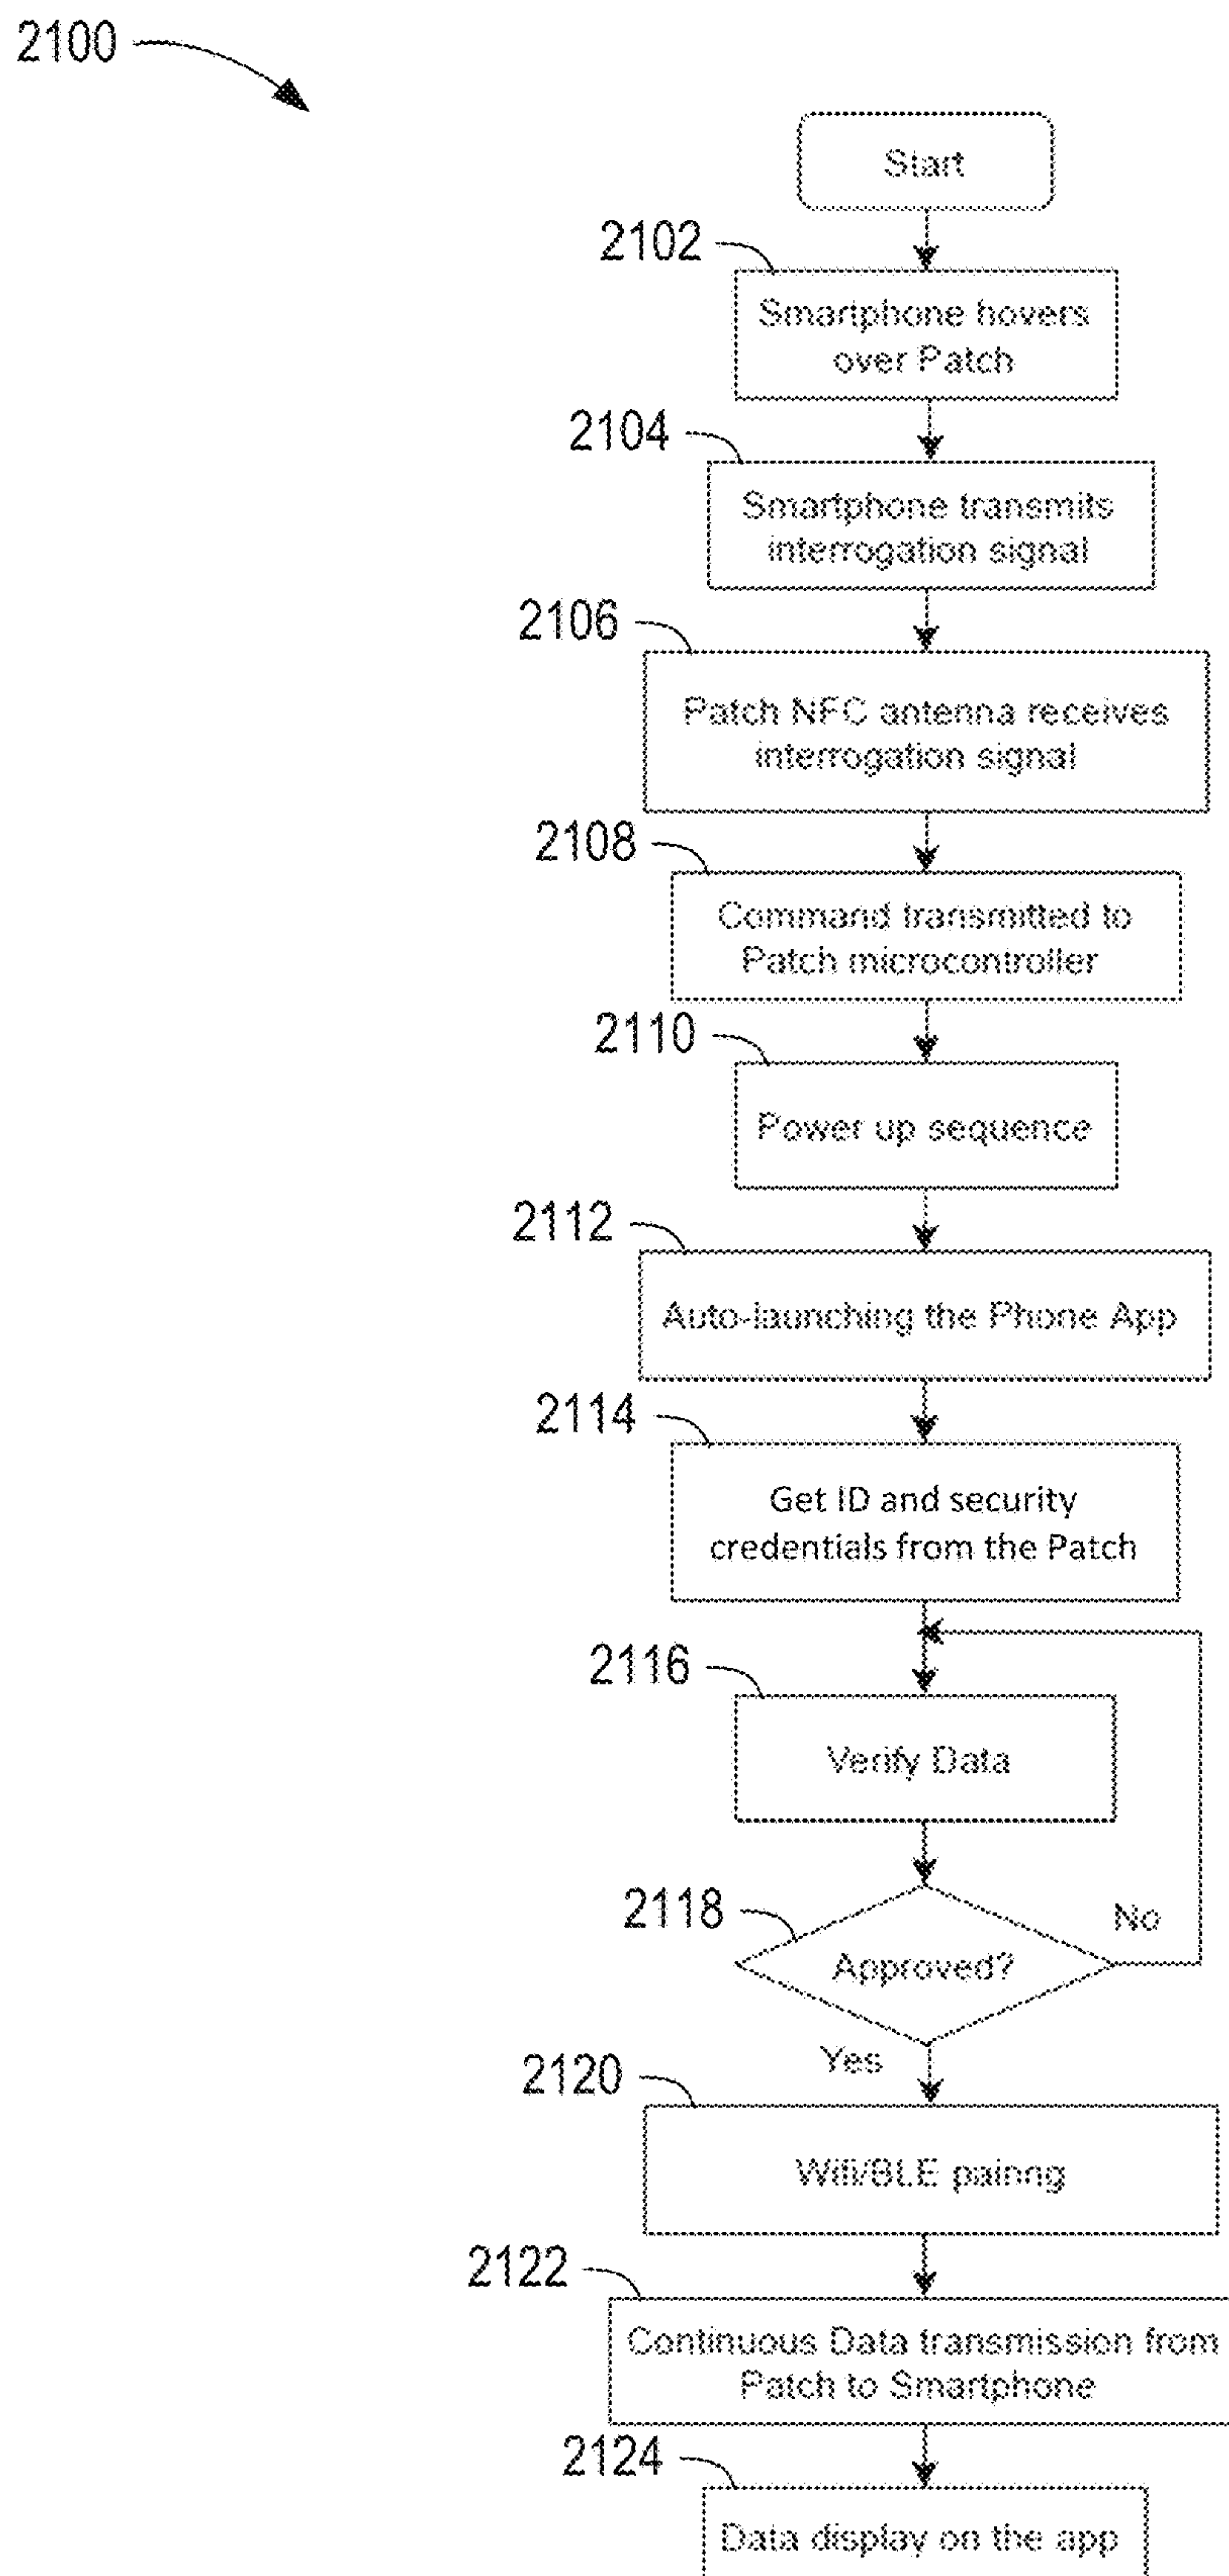 2100
Start
2102
Smartphone hovers
over Patch
2104
Smartphone transmits
interrogation signal
2106
Patch NFC antenna receives
interrogation signal
2108
Command transmitted to
Patch microcontroller
2110
Power up sequence
2112
Auto-launching the Phone App
2114
Get ID and security
credentials from the Patch
2116
Verify Data
2118
Approved?
No
Yes
2120
Wifi/BLE pairing
2122
Continuous Data transmission from
Patch to Smartphone
2124
Data display on the app